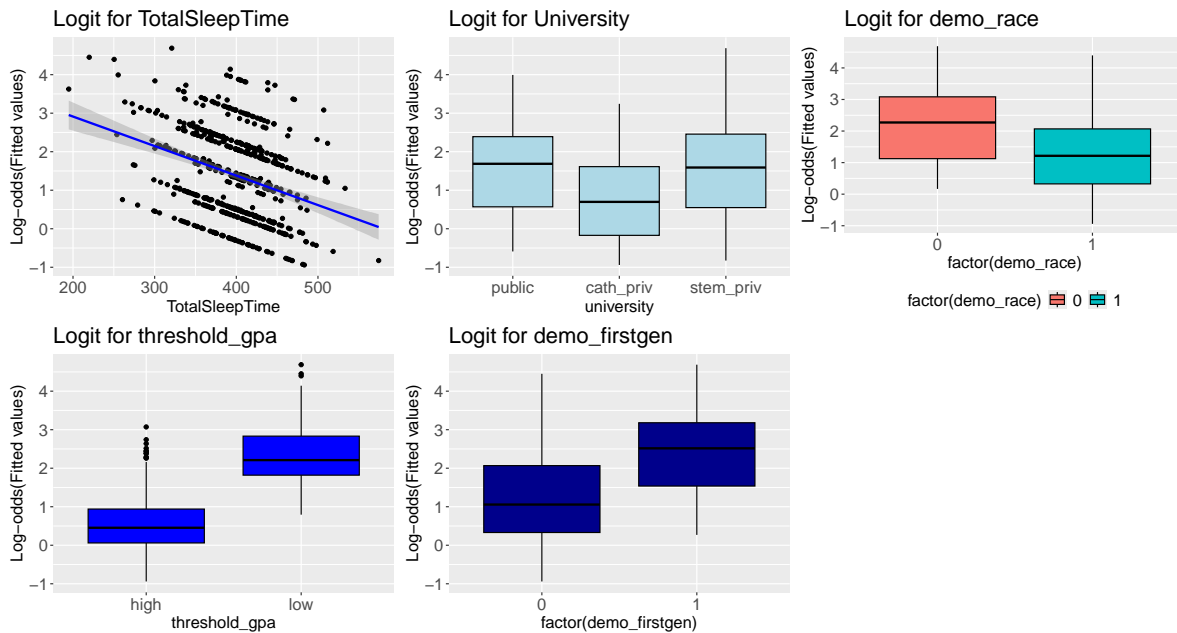 Logit for TotalSleepTime
Log−odds(Fitted values)
4
3
2
1
0
−1
200 300 400 500
TotalSleepTime
Logit for University
Log−odds(Fitted values)
4
3
2
1
0
−1
public cath_priv stem_priv
university
Logit for demo_race
Log−odds(Fitted values)
4
3
2
1
0
−1
0 1
factor(demo_race)
factor(demo_race) 0 1
Logit for threshold_gpa
Log−odds(Fitted values)
4
3
2
1
0
−1
high low
threshold_gpa
Logit for demo_firstgen
Log−odds(Fitted values)
4
3
2
1
0
−1
0 1
factor(demo_firstgen)